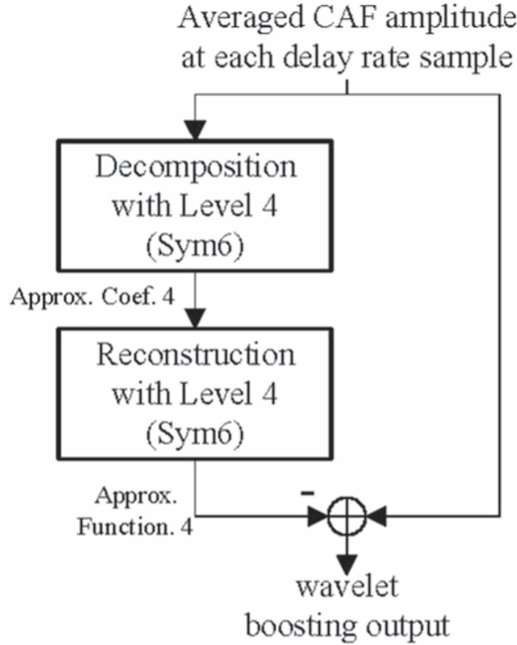 Averaged CAF amplitude
at each delay rate sample
Decomposition
with Level 4
(Sym6)
Approx. Coef. 4
Reconstruction
with Level 4
(Sym6)
Approx.
Function. 4
-
wavelet
boosting output